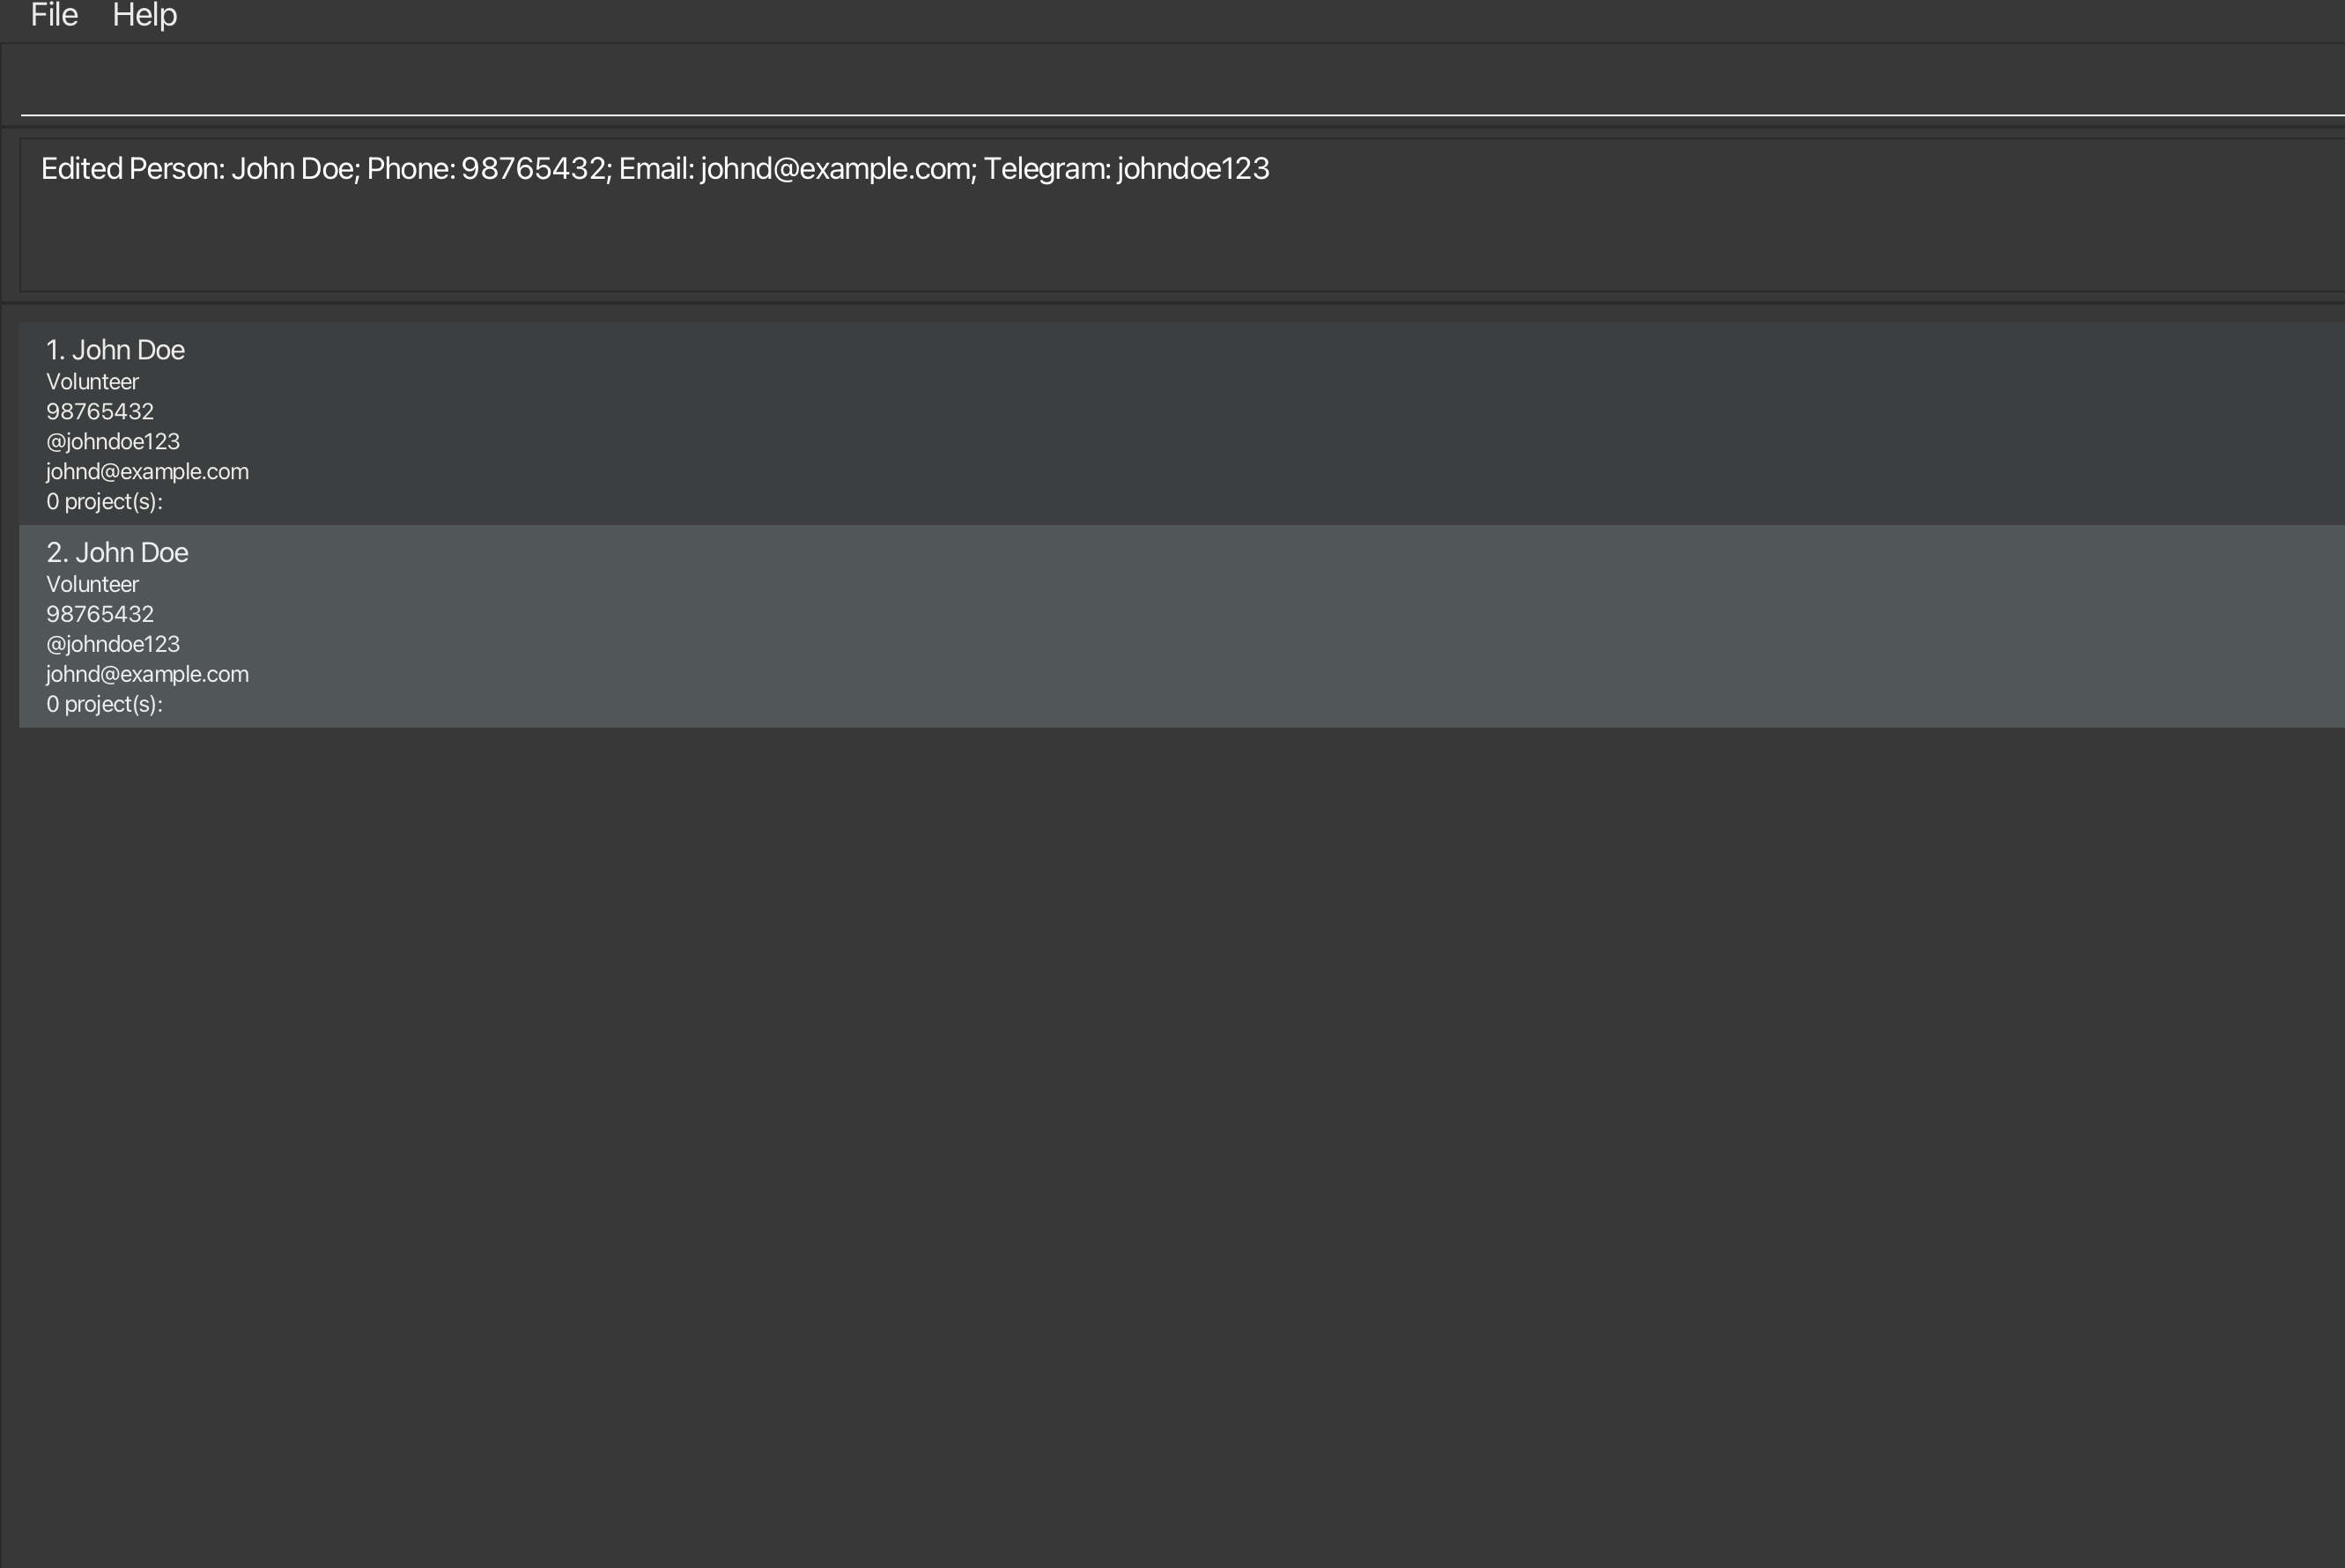 File Help
Edited Person: John Doe; Phone: 98765432; Email: johnd@example.com; Telegram: johndoe123
1. John Doe
Volunteer
98765432
@johndoe123
johnd@example.com
0 project(s):
2. John Doe
Volunteer
98765432
@johndoe123
johnd@example.com
0 project(s):